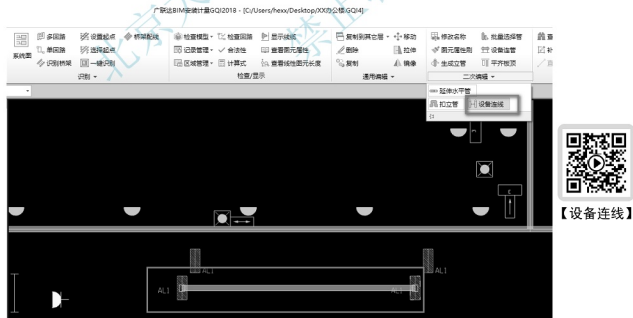 广联达BIM安装计量GQI2018 - [C:/Users/hexx/Desktop/XX办公楼.GQI4]
系统图
多回路 设置起点 桥架配线
单回路 选择起点
识别桥架 一键识别
识别
检查模型 检查回路 显示线缆
记录管理 合法性 查看图元属性
区域管理 计算式 查看线性图元长度
检查/显示
复制到其它层 移动
删除 拉伸
复制 镜像
通用编辑
修改名称 批量选择管
图元属性刷 设备连管
生成立管 平齐板顶
二次编辑
延伸水平管
扣立管 设备连线
E
ALI
ALI
ALI
ALI
【设备连线】